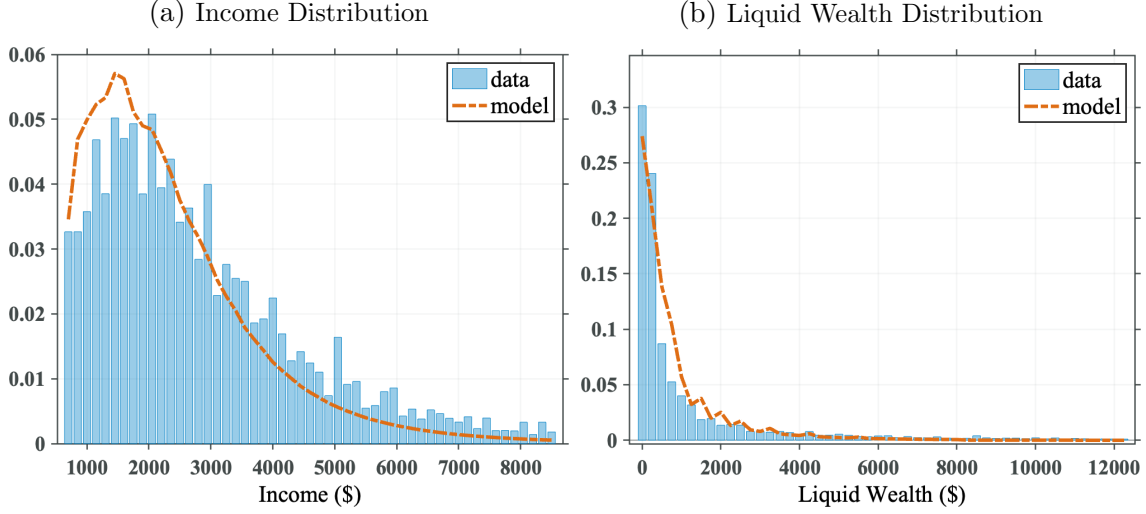 (a) Income Distribution
0.06
0.05
0.04
0.03
0.02
0.01
0
1000 2000 3000 4000 5000 6000 7000 8000
Income ($)
data
model
(b) Liquid Wealth Distribution
0.3
0.25
0.2
0.15
0.1
0.05
0
0 2000 4000 6000 8000 10000 12000
Liquid Wealth ($)
data
model